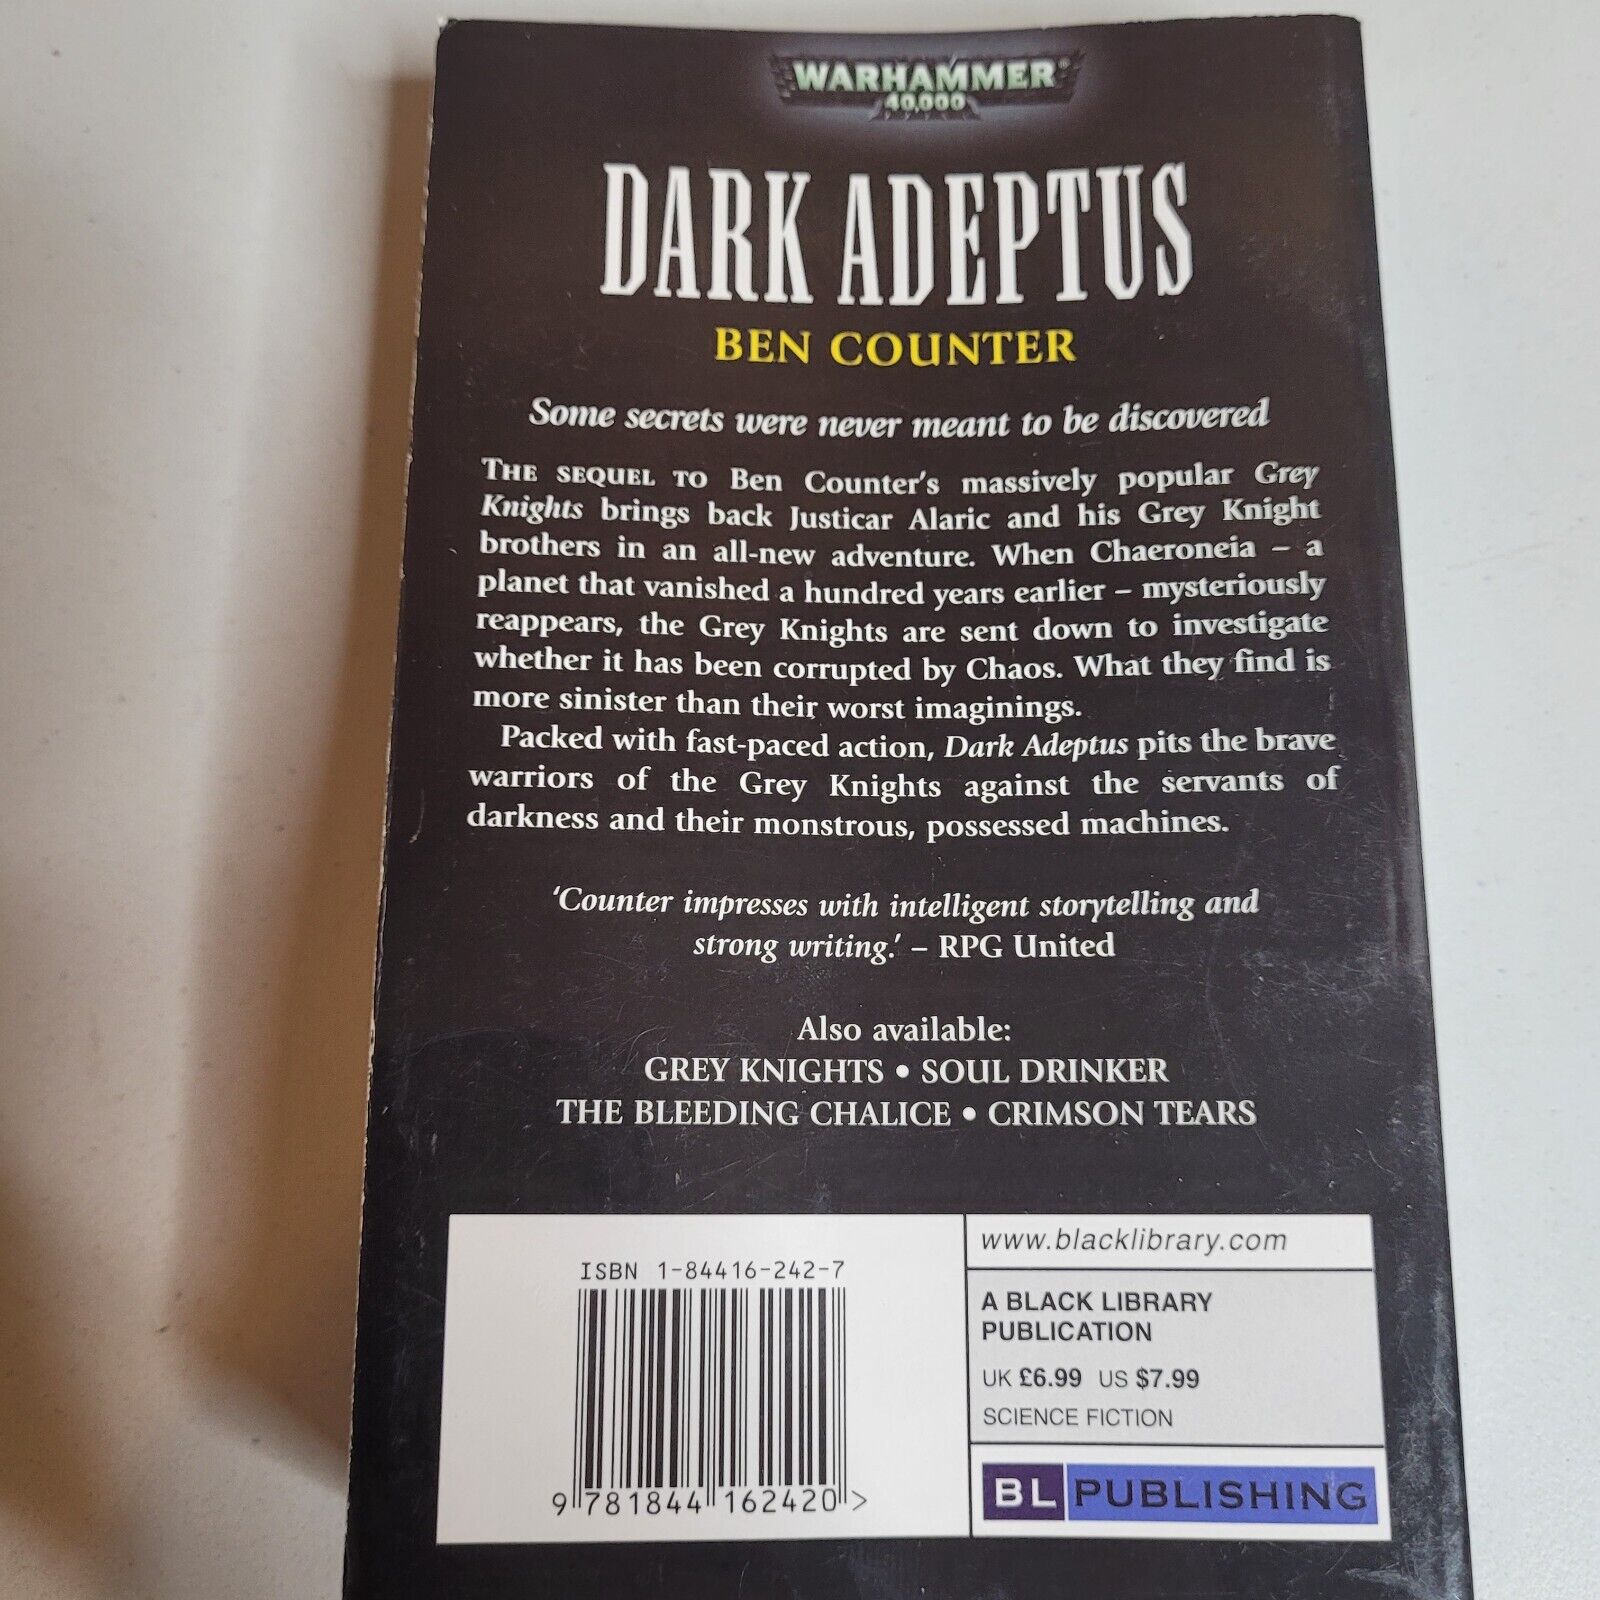 WARHAMMER®
40,000
DARK ADEPTUS
BEN COUNTER
Some secrets were never meant to be discovered
THE SEQUEL TO Ben Counter's massively popular Grey
Knights brings back Justicar Alaric and his Grey Knight
brothers in an all-new adventure. When Chaeroneia – a
planet that vanished a hundred years earlier – mysteriously
reappears, the Grey Knights are sent down to investigate
whether it has been corrupted by Chaos. What they find is
more sinister than their worst imaginings.
Packed with fast-paced action, Dark Adeptus pits the brave
warriors of the Grey Knights against the servants of
darkness and their monstrous, possessed machines.
'Counter impresses with intelligent storytelling and
strong writing.' – RPG United
Also available:
GREY KNIGHTS • SOUL DRINKER
THE BLEEDING CHALICE • CRIMSON TEARS
ISBN 1-84416-242-7
9 781844 162420 >
www.blacklibrary.com
A BLACK LIBRARY
PUBLICATION
UK £6.99 US $7.99
SCIENCE FICTION
BL PUBLISHING